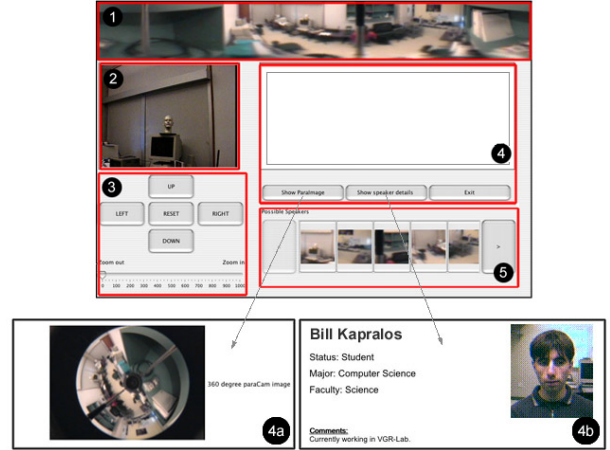 1
2
3
4
UP
LEFT
RESET
RIGHT
DOWN
Show ParaImage
Show speaker details
Exit
Possible Speakers
>
5
Zoom out
Zoom in
0 100 200 300 400 500 600 700 800 900 1000
360 degree paraCam image
4a
Bill Kapralos
Status: Student
Major: Computer Science
Faculty: Science
Comments:
Currently working in VGR-Lab.
4b